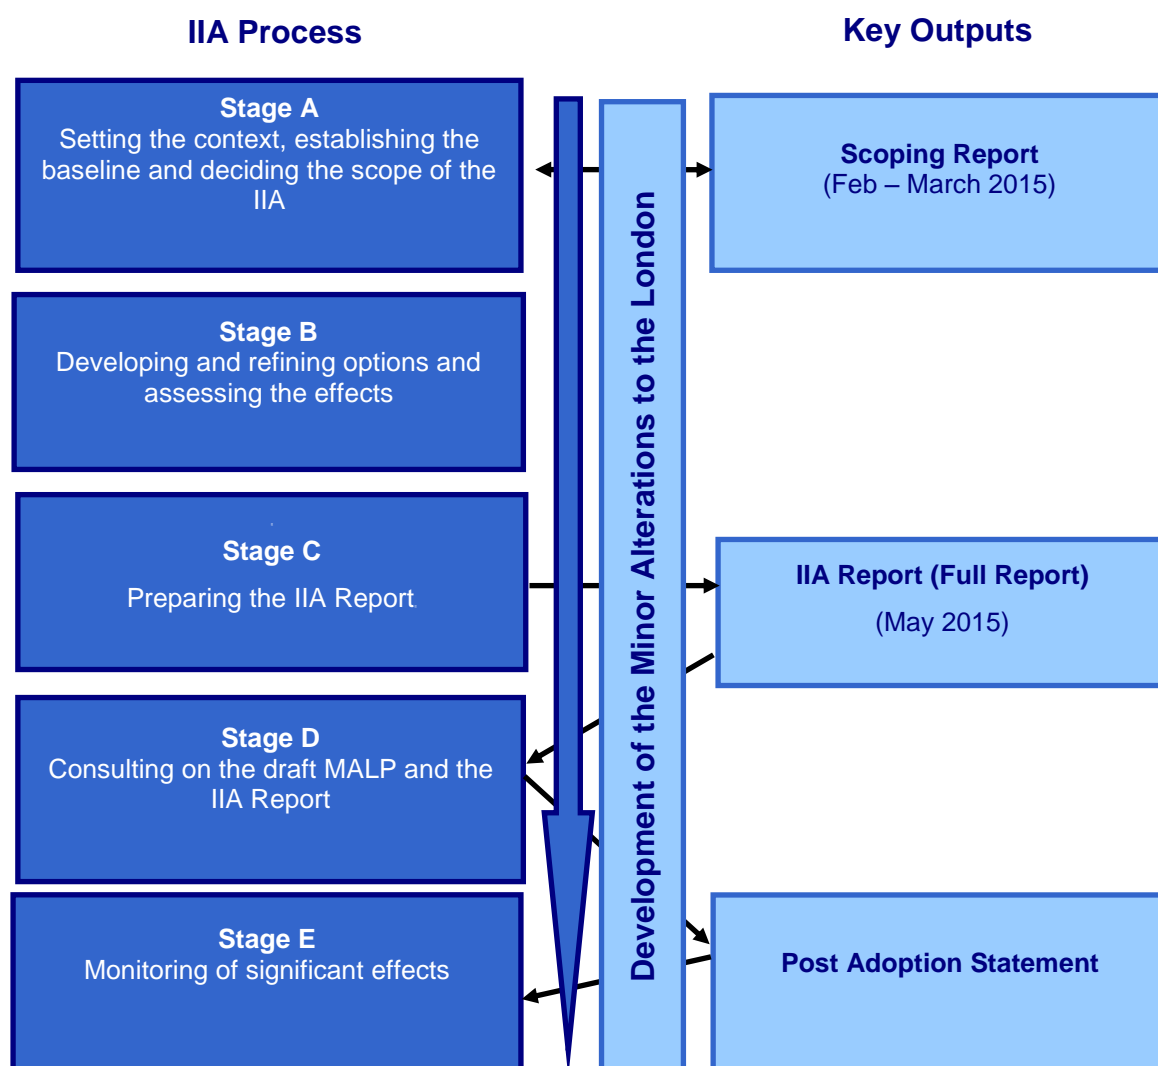 IIA Process
Key Outputs
Stage A
Setting the context, establishing the
baseline and deciding the scope of the
IIA
Scoping Report
(Feb – March 2015)
Stage B
Developing and refining options and
assessing the effects
Development of the Minor Alterations to the London
Stage C
Preparing the IIA Report.
IIA Report (Full Report)
(May 2015)
Stage D
Consulting on the draft MALP and the
IIA Report
Stage E
Monitoring of significant effects
Post Adoption Statement